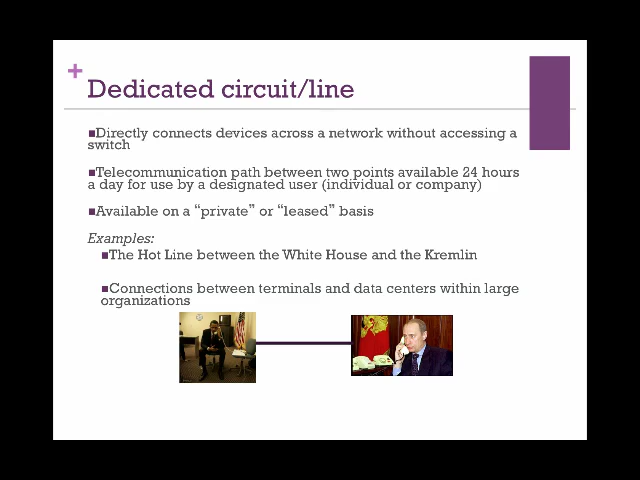 +
Dedicated circuit/line
■Directly connects devices across a network without accessing a
switch
■Telecommunication path between two points available 24 hours
a day for use by a designated user (individual or company)
■Available on a “private” or “leased” basis
Examples:
■The Hot Line between the White House and the Kremlin
■Connections between terminals and data centers within large
organizations